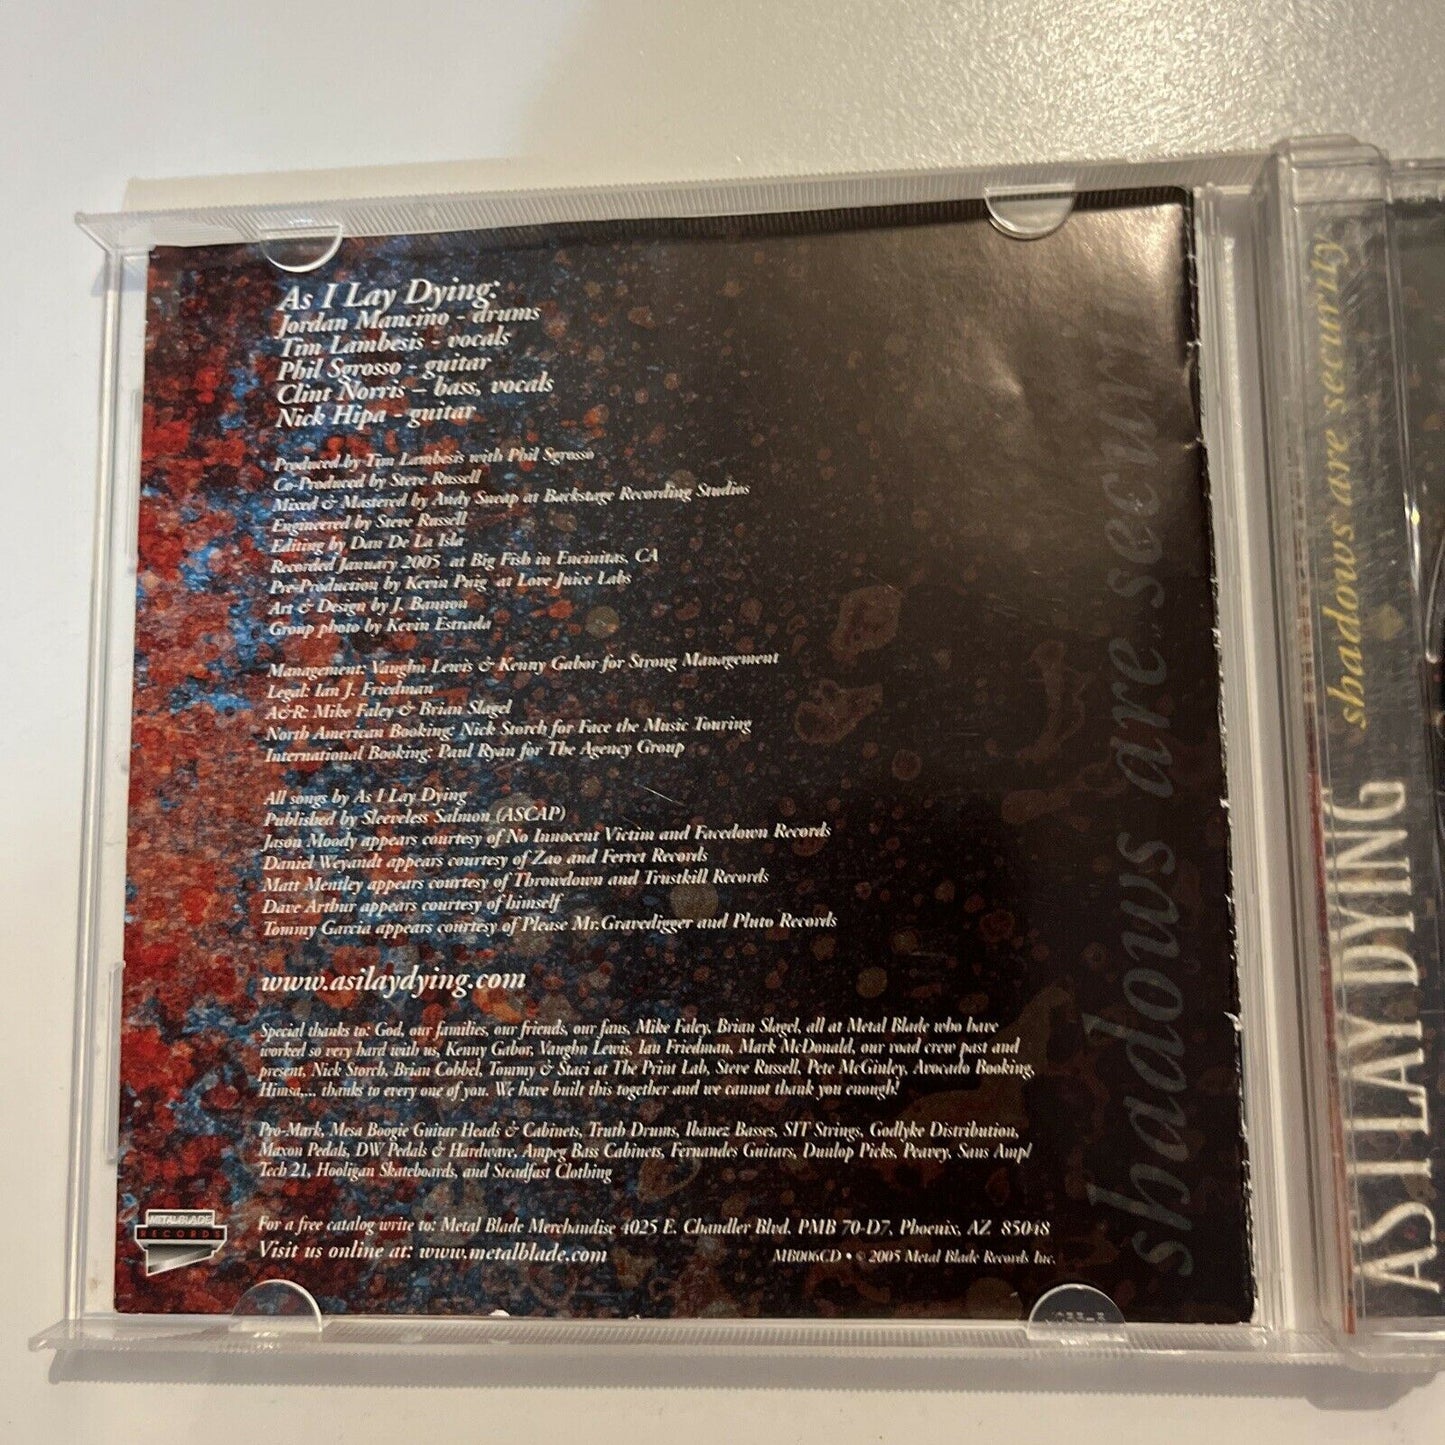 As I Lay Dying:
Jordan Mancino - drums
Tim Lambesis - vocals
Phil Sgrosso - guitar
Clint Norris – bass, vocals
Nick Hipa - guitar
Produced by Tim Lambesis with Phil Sgrosso
Co-Produced by Steve Russell
Mixed & Mastered by Andy Sneap at Backstage Recording Studios
Engineered by Steve Russell
Editing by Dan De La Isla
Recorded January 2005 at Big Fish in Encinitas, CA
Pre-Production by Kevin Puig at Love Juice Labs
Art & Design by J. Bannon
Group photo by Kevin Estrada
Management: Vaughn Lewis & Kenny Gabor for Strong Management
Legal: Ian J. Friedman
A&R: Mike Faley & Brian Slagel
North American Booking: Nick Storch for Face the Music Touring
International Booking: Paul Ryan for The Agency Group
All songs by As I Lay Dying
Published by Sleeveless Salmon (ASCAP)
Jason Moody appears courtesy of No Innocent Victim and Facedown Records
Daniel Weyandt appears courtesy of Zao and Ferret Records
Matt Mentley appears courtesy of Throwdown and Trustkill Records
Dave Arthur appears courtesy of himself
Tommy Garcia appears courtesy of Please Mr.Gravedigger and Pluto Records
www.asilaydying.com
Special thanks to: God, our families, our friends, our fans, Mike Faley, Brian Slagel, all at Metal Blade who have
worked so very hard with us, Kenny Gabor, Vaughn Lewis, Ian Friedman, Mark McDonald, our road crew past and
present, Nick Storch, Brian Cobbel, Tommy & Staci at The Print Lab, Steve Russell, Pete McGinley, Avocado Booking,
Himsa,... thanks to every one of you. We have built this together and we cannot thank you enough!
Pro-Mark, Mesa Boogie Guitar Heads & Cabinets, Truth Drums, Ibanez Basses, SIT Strings, Godlyke Distribution,
Maxon Pedals, DW Pedals & Hardware, Ampeg Bass Cabinets, Fernandes Guitars, Dunlop Picks, Peavey, Sans Amp/
Tech 21, Hooligan Skateboards, and Steadfast Clothing
METAL BLADE
RECORDS
For a free catalog write to: Metal Blade Merchandise 4025 E. Chandler Blvd. PMB 70-D7, Phoenix, AZ 85048
Visit us online at: www.metalblade.com
MB006CD • © 2005 Metal Blade Records Inc.
shadows are securi
shadows are security
AS I LAY DYING